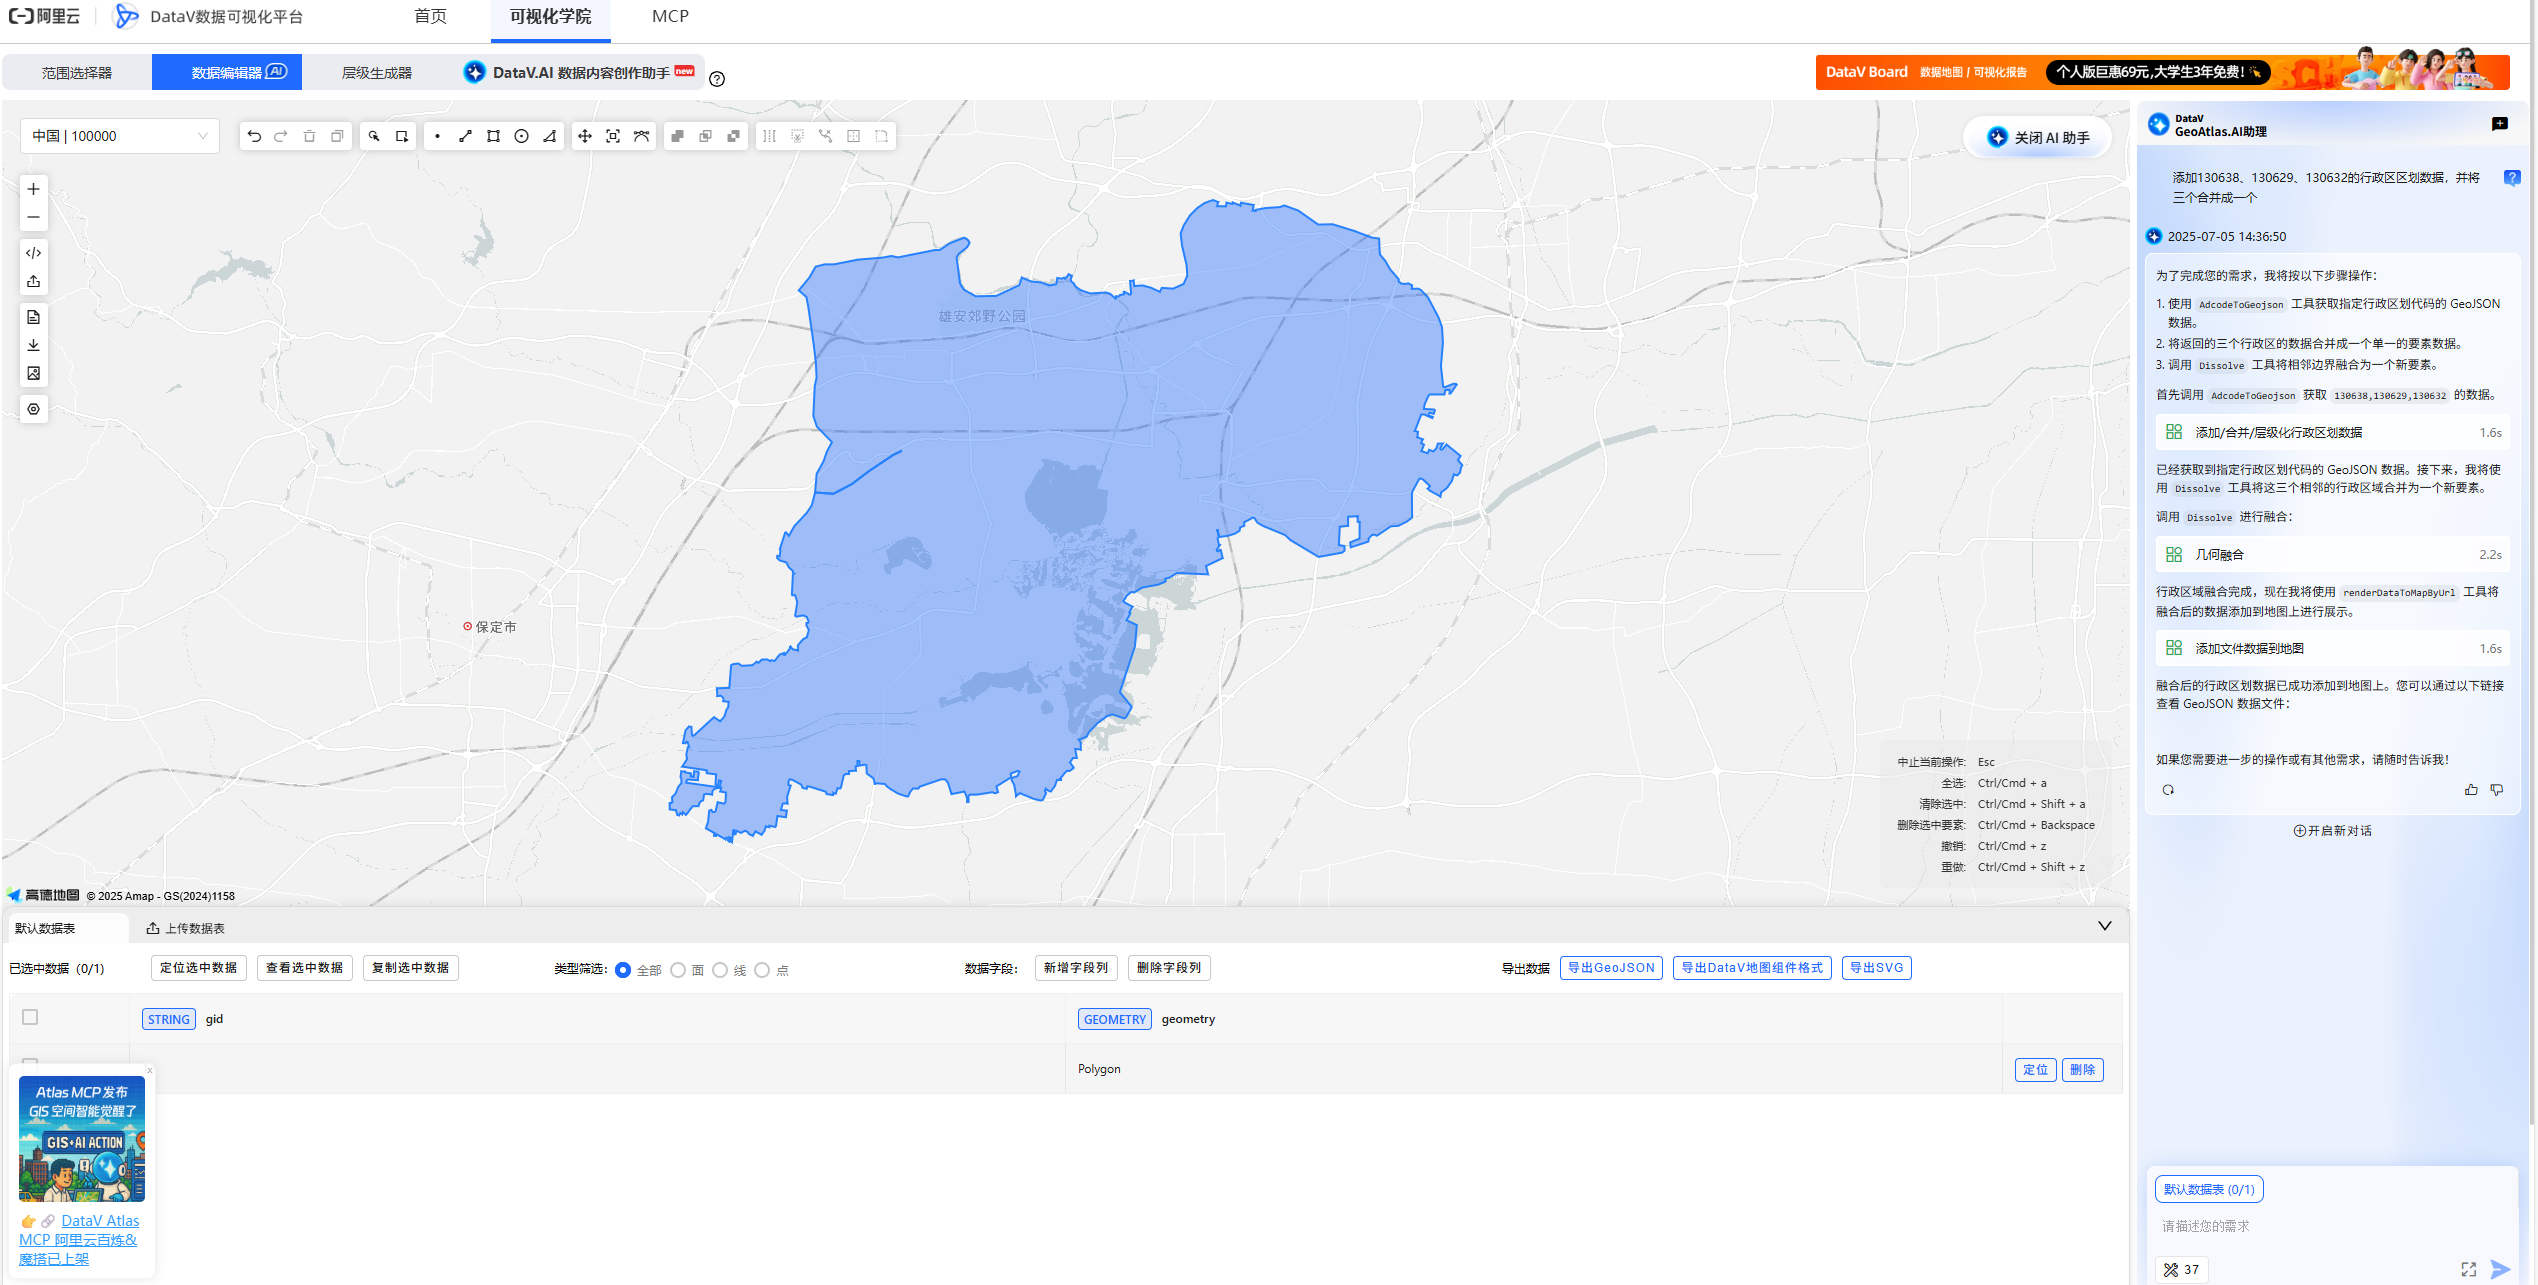 阿里云
DataV数据可视化平台
首页
可视化学院
MCP
范围选择器
数据编辑器 AI
层级生成器
DataV.AI 数据内容创作助手 new
DataV Board 数据地图 / 可视化报告 个人版巨惠69元,大学生3年免费!
中国 | 100000
关闭 AI 助手
雄安郊野公园
保定市
中止当前操作: Esc
全选: Ctrl/Cmd + a
清除选中: Ctrl/Cmd + Shift + a
删除选中要素: Ctrl/Cmd + Backspace
撤销: Ctrl/Cmd + z
重做: Ctrl/Cmd + Shift + z
高德地图 © 2025 Amap - GS(2024)1158
DataV
GeoAtlas.AI助理
添加130638、130629、130632的行政区区划数据，并将
三个合并成一个
2025-07-05 14:36:50
为了完成您的需求，我将按以下步骤操作：
1. 使用 AdcodeToGeojson 工具获取指定行政区划代码的 GeoJSON
数据。
2. 将返回的三个行政区的数据合并成一个单一的要素数据。
3. 调用 Dissolve 工具将相邻边界融合为一个新要素。
首先调用 AdcodeToGeojson 获取 130638,130629,130632 的数据。
添加/合并/层级化行政区划数据 1.6s
已经获取到指定行政区划代码的 GeoJSON 数据。接下来，我将使
用 Dissolve 工具将这三个相邻的行政区域合并为一个新要素。
调用 Dissolve 进行融合：
几何融合 2.2s
行政区域融合完成，现在我将使用 renderDataToMapByUrl 工具将
融合后的数据添加到地图上进行展示。
添加文件数据到地图 1.6s
融合后的行政区划数据已成功添加到地图上。您可以通过以下链接
查看 GeoJSON 数据文件：
如果您需要进一步的操作或有其他需求，请随时告诉我！
开启新对话
默认数据表
上传数据表
已选中数据（0/1）
定位选中数据
查看选中数据
复制选中数据
类型筛选: 全部 面 线 点
数据字段:
新增字段列
删除字段列
导出数据
导出GeoJSON
导出DataV地图组件格式
导出SVG
STRING gid
GEOMETRY geometry
Polygon
定位
删除
x
Atlas MCP 发布
GIS 空间智能觉醒了
GIS+AI ACTION
DataV Atlas
MCP 阿里云百炼&
魔搭已上架
默认数据表 (0/1)
请描述您的需求
37